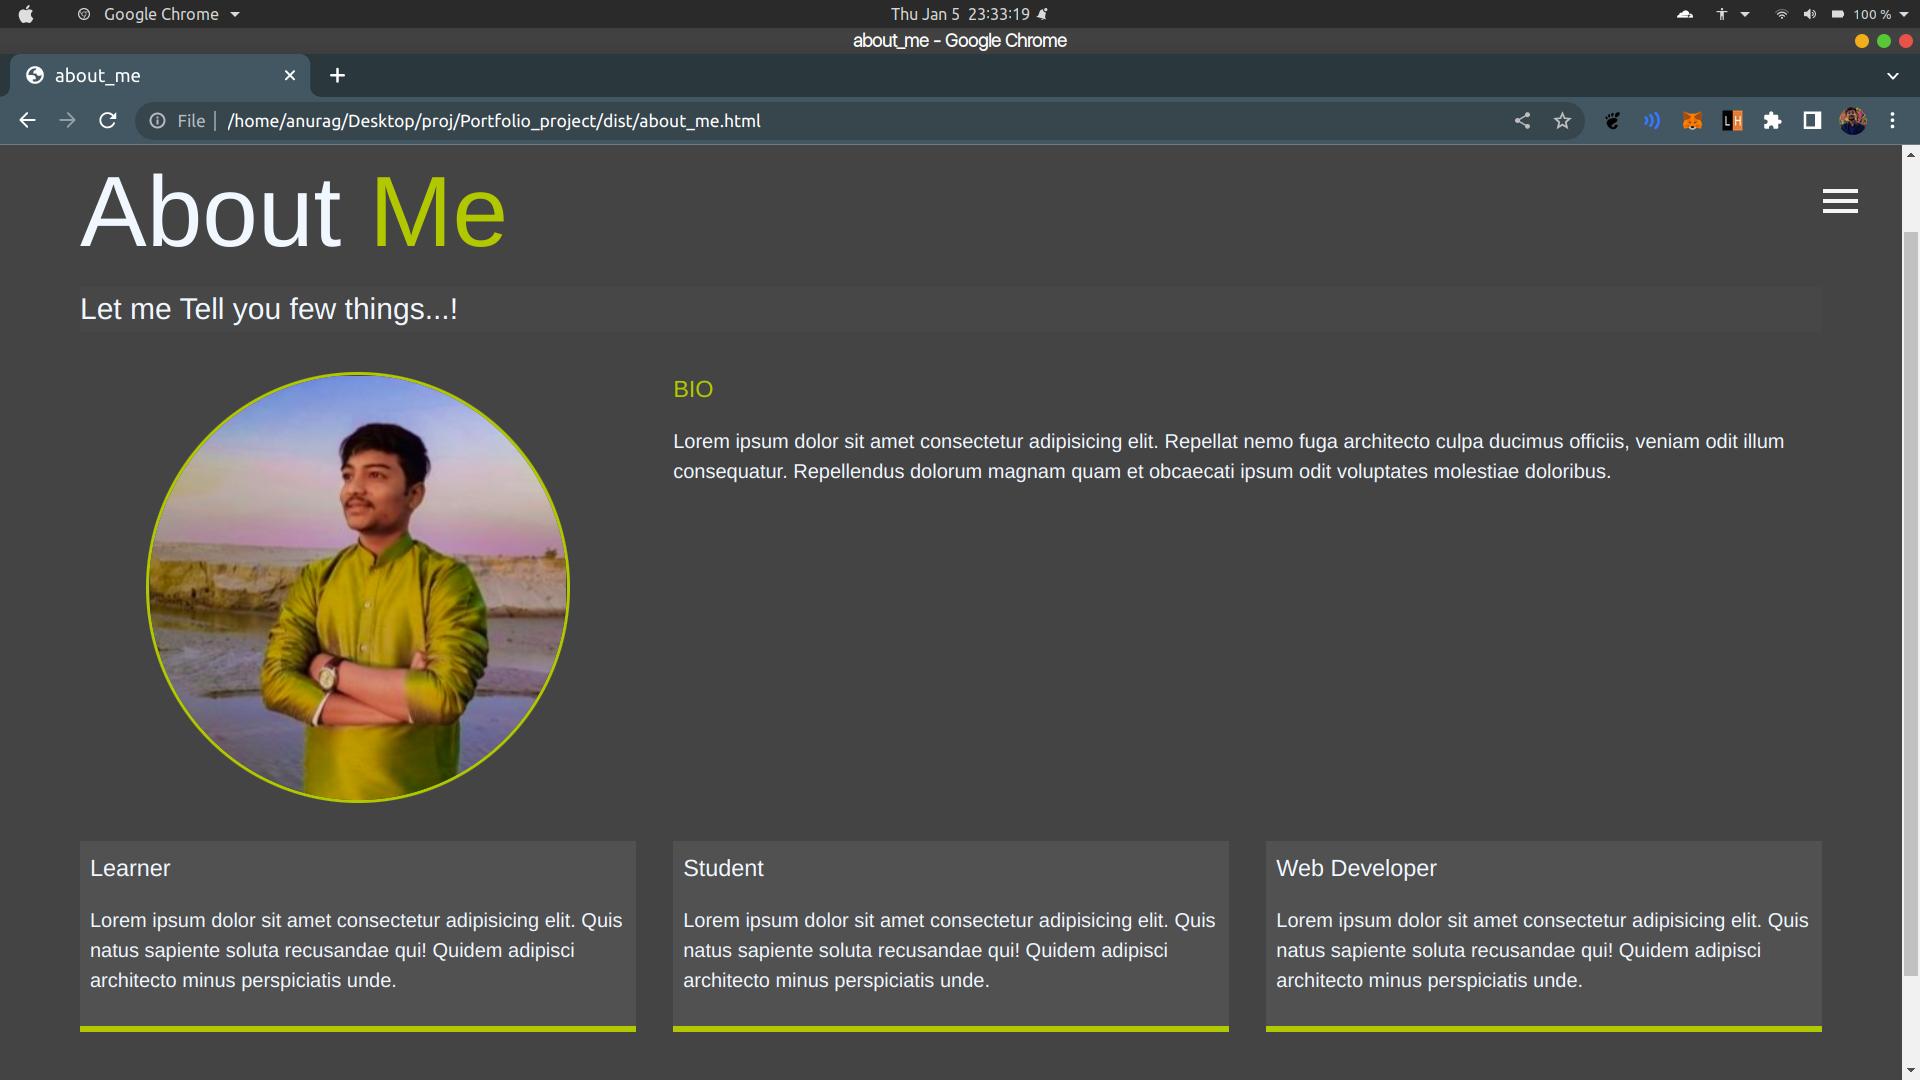 Google Chrome
Thu Jan 5 23:33:19
100 %
about_me - Google Chrome
about_me
File
/home/anurag/Desktop/proj/Portfolio_project/dist/about_me.html
L H
About Me
Let me Tell you few things...!
BIO
Lorem ipsum dolor sit amet consectetur adipisicing elit. Repellat nemo fuga architecto culpa ducimus officiis, veniam odit illum
consequatur. Repellendus dolorum magnam quam et obcaecati ipsum odit voluptates molestiae doloribus.
Learner
Lorem ipsum dolor sit amet consectetur adipisicing elit. Quis
natus sapiente soluta recusandae qui! Quidem adipisci
architecto minus perspiciatis unde.
Student
Lorem ipsum dolor sit amet consectetur adipisicing elit. Quis
natus sapiente soluta recusandae qui! Quidem adipisci
architecto minus perspiciatis unde.
Web Developer
Lorem ipsum dolor sit amet consectetur adipisicing elit. Quis
natus sapiente soluta recusandae qui! Quidem adipisci
architecto minus perspiciatis unde.